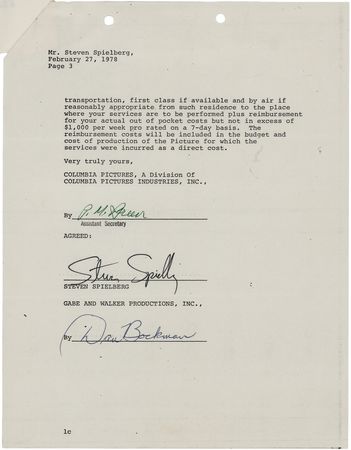 Mr. Steven Spielberg,
February 27, 1978
Page 3
transportation, first class if available and by air if
reasonably appropriate from such residence to the place
where your services are to be performed plus reimbursement
for your actual out of pocket costs but not in excess of
$1,000 per week pro rated on a 7-day basis. The
reimbursement costs will be included in the budget and
cost of production of the Picture for which the
services were incurred as a direct cost.
Very truly yours,
COLUMBIA PICTURES, A Division of
COLUMBIA PICTURES INDUSTRIES, INC.,
By
Assistant Secretary
AGREED:
Steven Spielberg
STEVEN SPIELBERG
GABE AND WALKER PRODUCTIONS, INC.,
By Dan Bockman
lc